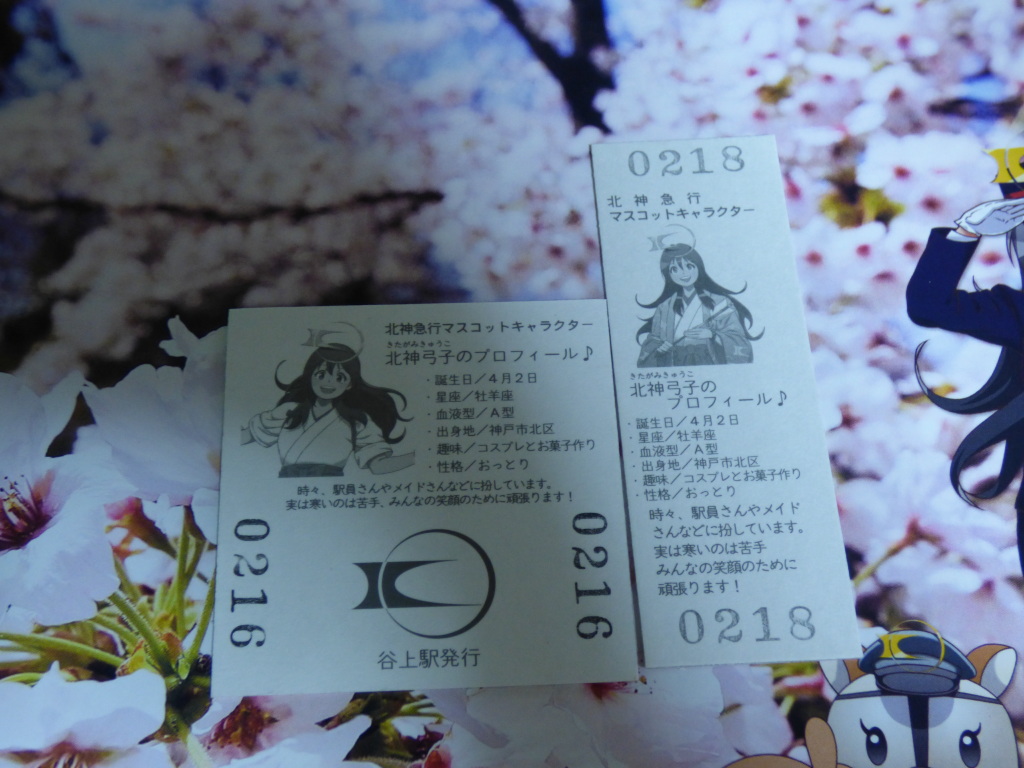 北神急行マスコットキャラクター
きたがみきゅうこ
北神弓子のプロフィール♪
・誕生日／4月2日
・星座／牡羊座
・血液型／A型
・出身地／神戸市北区
・趣味／コスプレとお菓子作り
・性格／おっとり
時々、駅員さんやメイドさんなどに扮しています。
実は寒いのは苦手、みんなの笑顔のために頑張ります！
0216
0216
谷上駅発行
0218
北神急行
マスコットキャラクター
きたがみきゅうこ
北神弓子の
プロフィール♪
・誕生日／4月2日
・星座／牡羊座
・血液型／A型
・出身地／神戸市北区
・趣味／コスプレとお菓子作り
・性格／おっとり
時々、駅員さんやメイド
さんなどに扮しています。
実は寒いのは苦手
みんなの笑顔のために
頑張ります！
0218